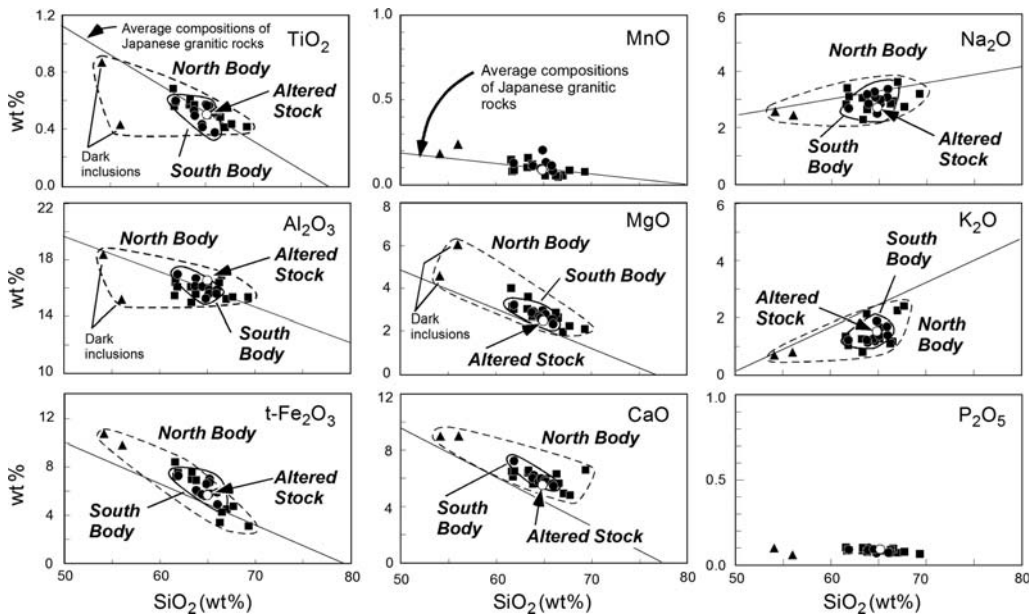 1.2
0.8
0.4
0.0
wt%
Average compositions of
Japanese granitic rocks
TiO2
North Body
Altered
Stock
Dark
inclusions
South Body
1.0
0.5
0.0
MnO
Average compositions
of Japanese granitic
rocks
6
4
2
0
Na2O
North Body
South
Body
Altered
Stock
22
18
14
10
wt%
Al2O3
North Body
Altered
Stock
Dark
inclusions
South
Body
8
6
4
2
0
MgO
North Body
South Body
Dark
inclusions
Altered Stock
6
4
2
0
K2O
South
Body
Altered
Stock
North
Body
12
8
4
0
wt%
t-Fe2O3
North Body
Altered
Stock
South
Body
50
60
70
80
SiO2 (wt%)
12
8
4
0
CaO
North Body
South
Body
Altered Stock
50
60
70
80
SiO2 (wt%)
1.0
0.5
0.0
P2O5
50
60
70
80
SiO2 (wt%)